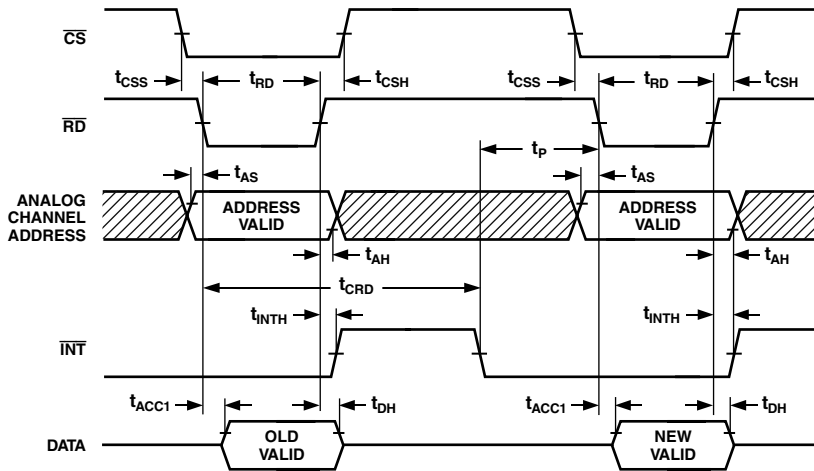 CS
tCSS tRD tCSH tCSS tRD tCSH
RD
tP
tAS tAS
ANALOG
CHANNEL
ADDRESS
ADDRESS
VALID
ADDRESS
VALID
tAH tAH
tCRD
tINTH tINTH
INT
tACC1 tDH tACC1 tDH
DATA
OLD
VALID
NEW
VALID